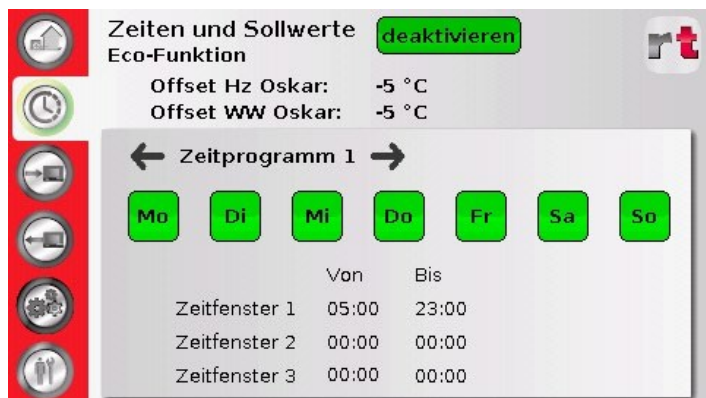 Zeiten und Sollwerte deaktivieren
rt
Eco-Funktion
Offset Hz Oskar: -5 °C
Offset WW Oskar: -5 °C
Zeitprogramm 1
Mo Di Mi Do Fr Sa So
Von Bis
Zeitfenster 1 05:00 23:00
Zeitfenster 2 00:00 00:00
Zeitfenster 3 00:00 00:00